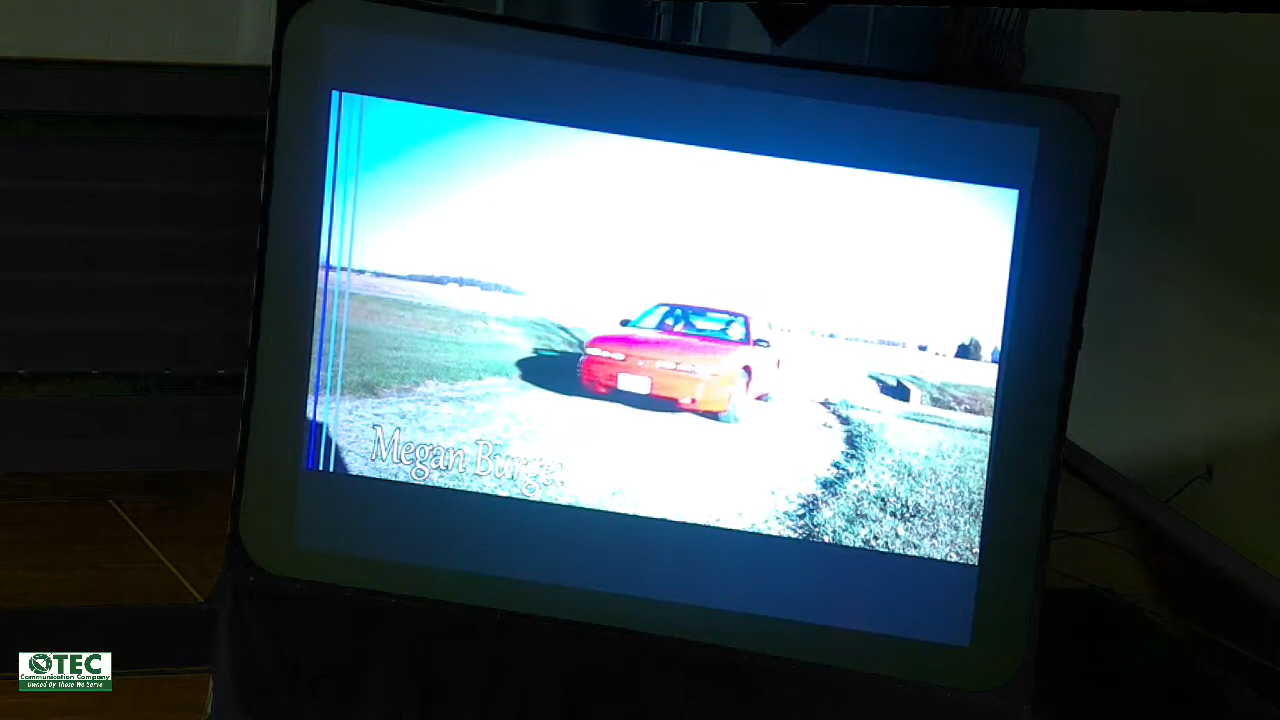 Megan Burge
OTEC
Communication Company
Owned By Those We Serve